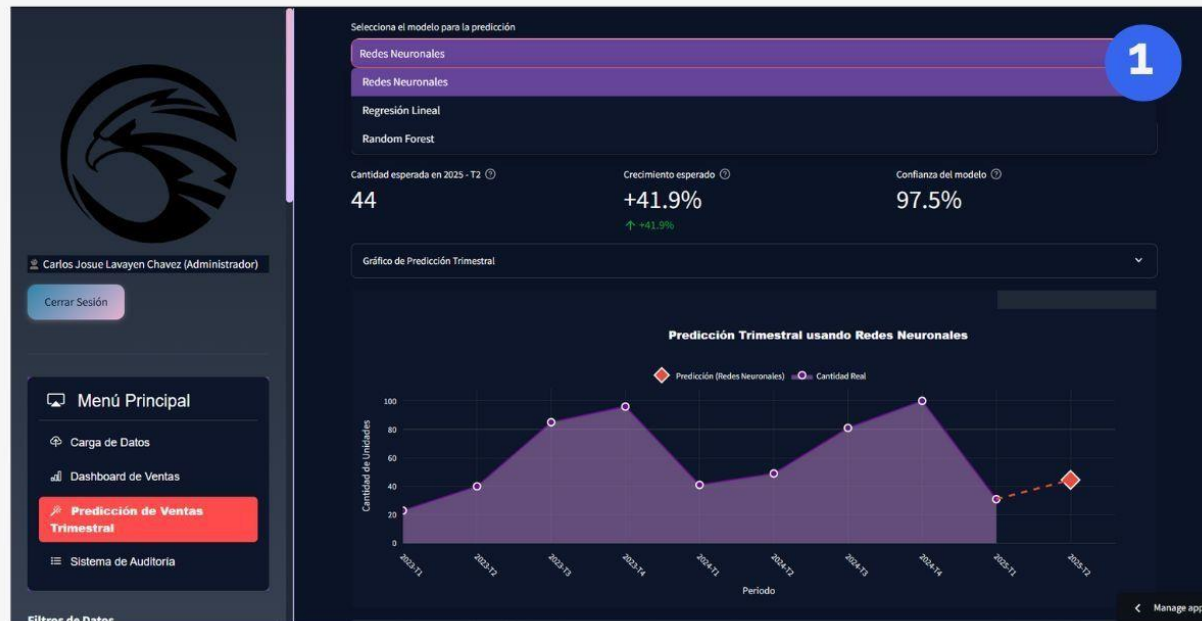 Carlos Josue Lavayen Chavez (Administrador)
Cerrar Sesión
Menú Principal
Carga de Datos
Dashboard de Ventas
Predicción de Ventas
Trimestral
Sistema de Auditoría
Filtros de Datos
Selecciona el modelo para la predicción
Redes Neuronales
Redes Neuronales
Regresión Lineal
Random Forest
1
Cantidad esperada en 2025 - T2
Crecimiento esperado
Confianza del modelo
44
+41.9%
97.5%
+41.9%
Gráfico de Predicción Trimestral
Predicción Trimestral usando Redes Neuronales
Predicción (Redes Neuronales)
Cantidad Real
Cantidad de Unidades
100
80
60
40
20
0
2023-T1
2023-T2
2023-T3
2023-T4
2024-T1
2024-T2
2024-T3
2024-T4
2025-T1
2025-T2
Periodo
Manage app